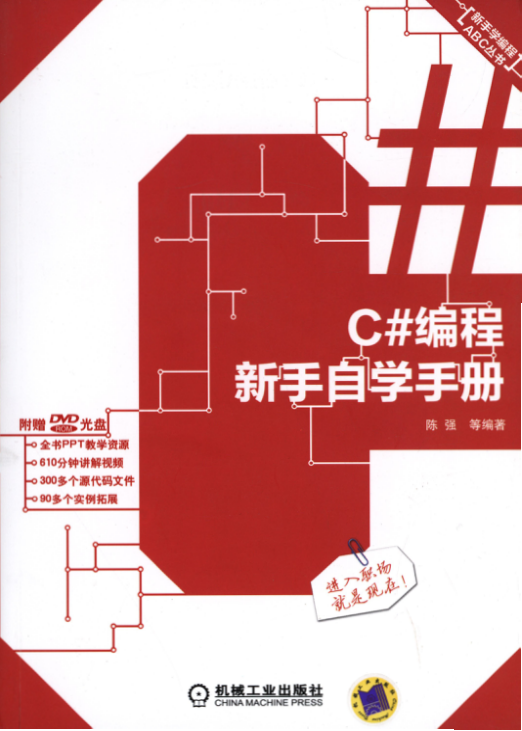 【新手学编程
ABC丛书】
#
C#编程
新手自学手册
陈强 等编著
附赠 DVD ROM 光盘
全书PPT教学资源
610分钟讲解视频
300多个源代码文件
90多个实例拓展
进入职场
就是现在！
机械工业出版社
CHINA MACHINE PRESS